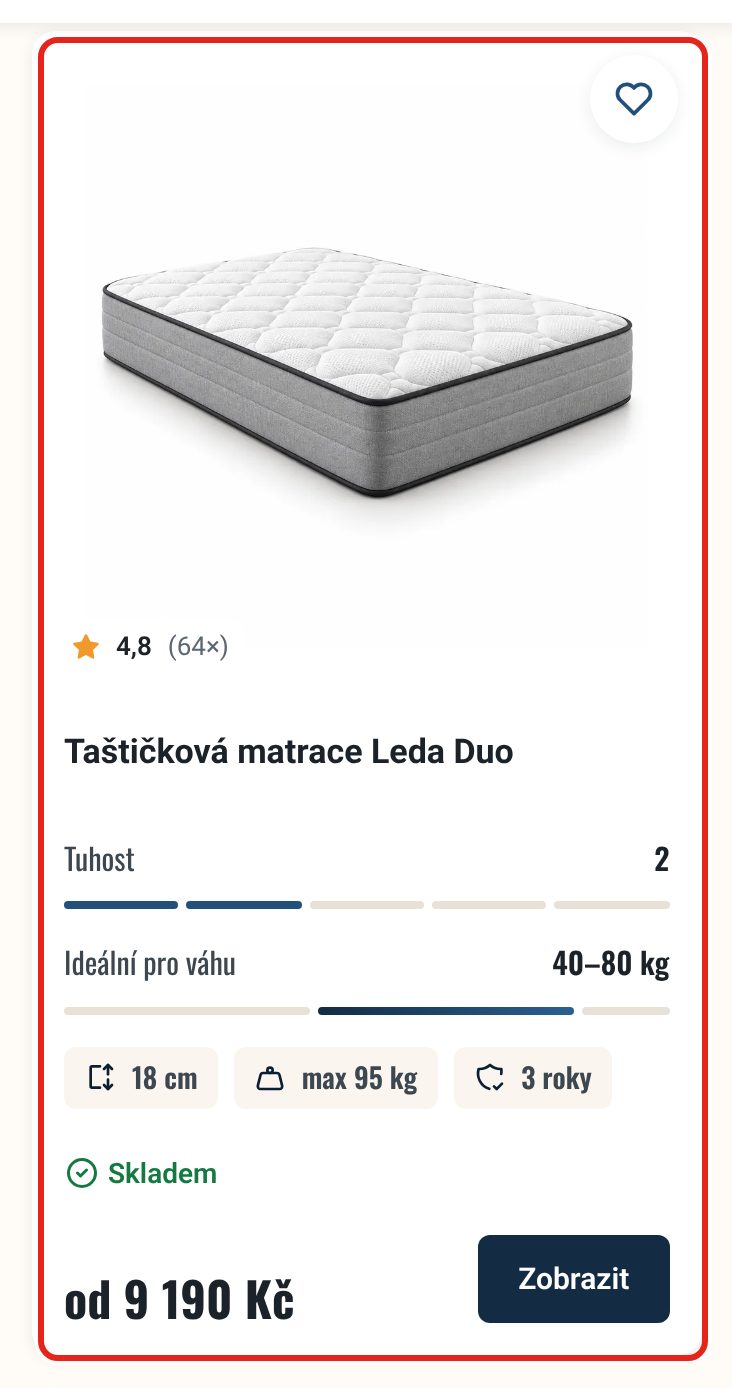 4,8 (64×)
Taštičková matrace Leda Duo
Tuhost 2
Ideální pro váhu 40–80 kg
18 cm max 95 kg 3 roky
Skladem
od 9 190 Kč Zobrazit